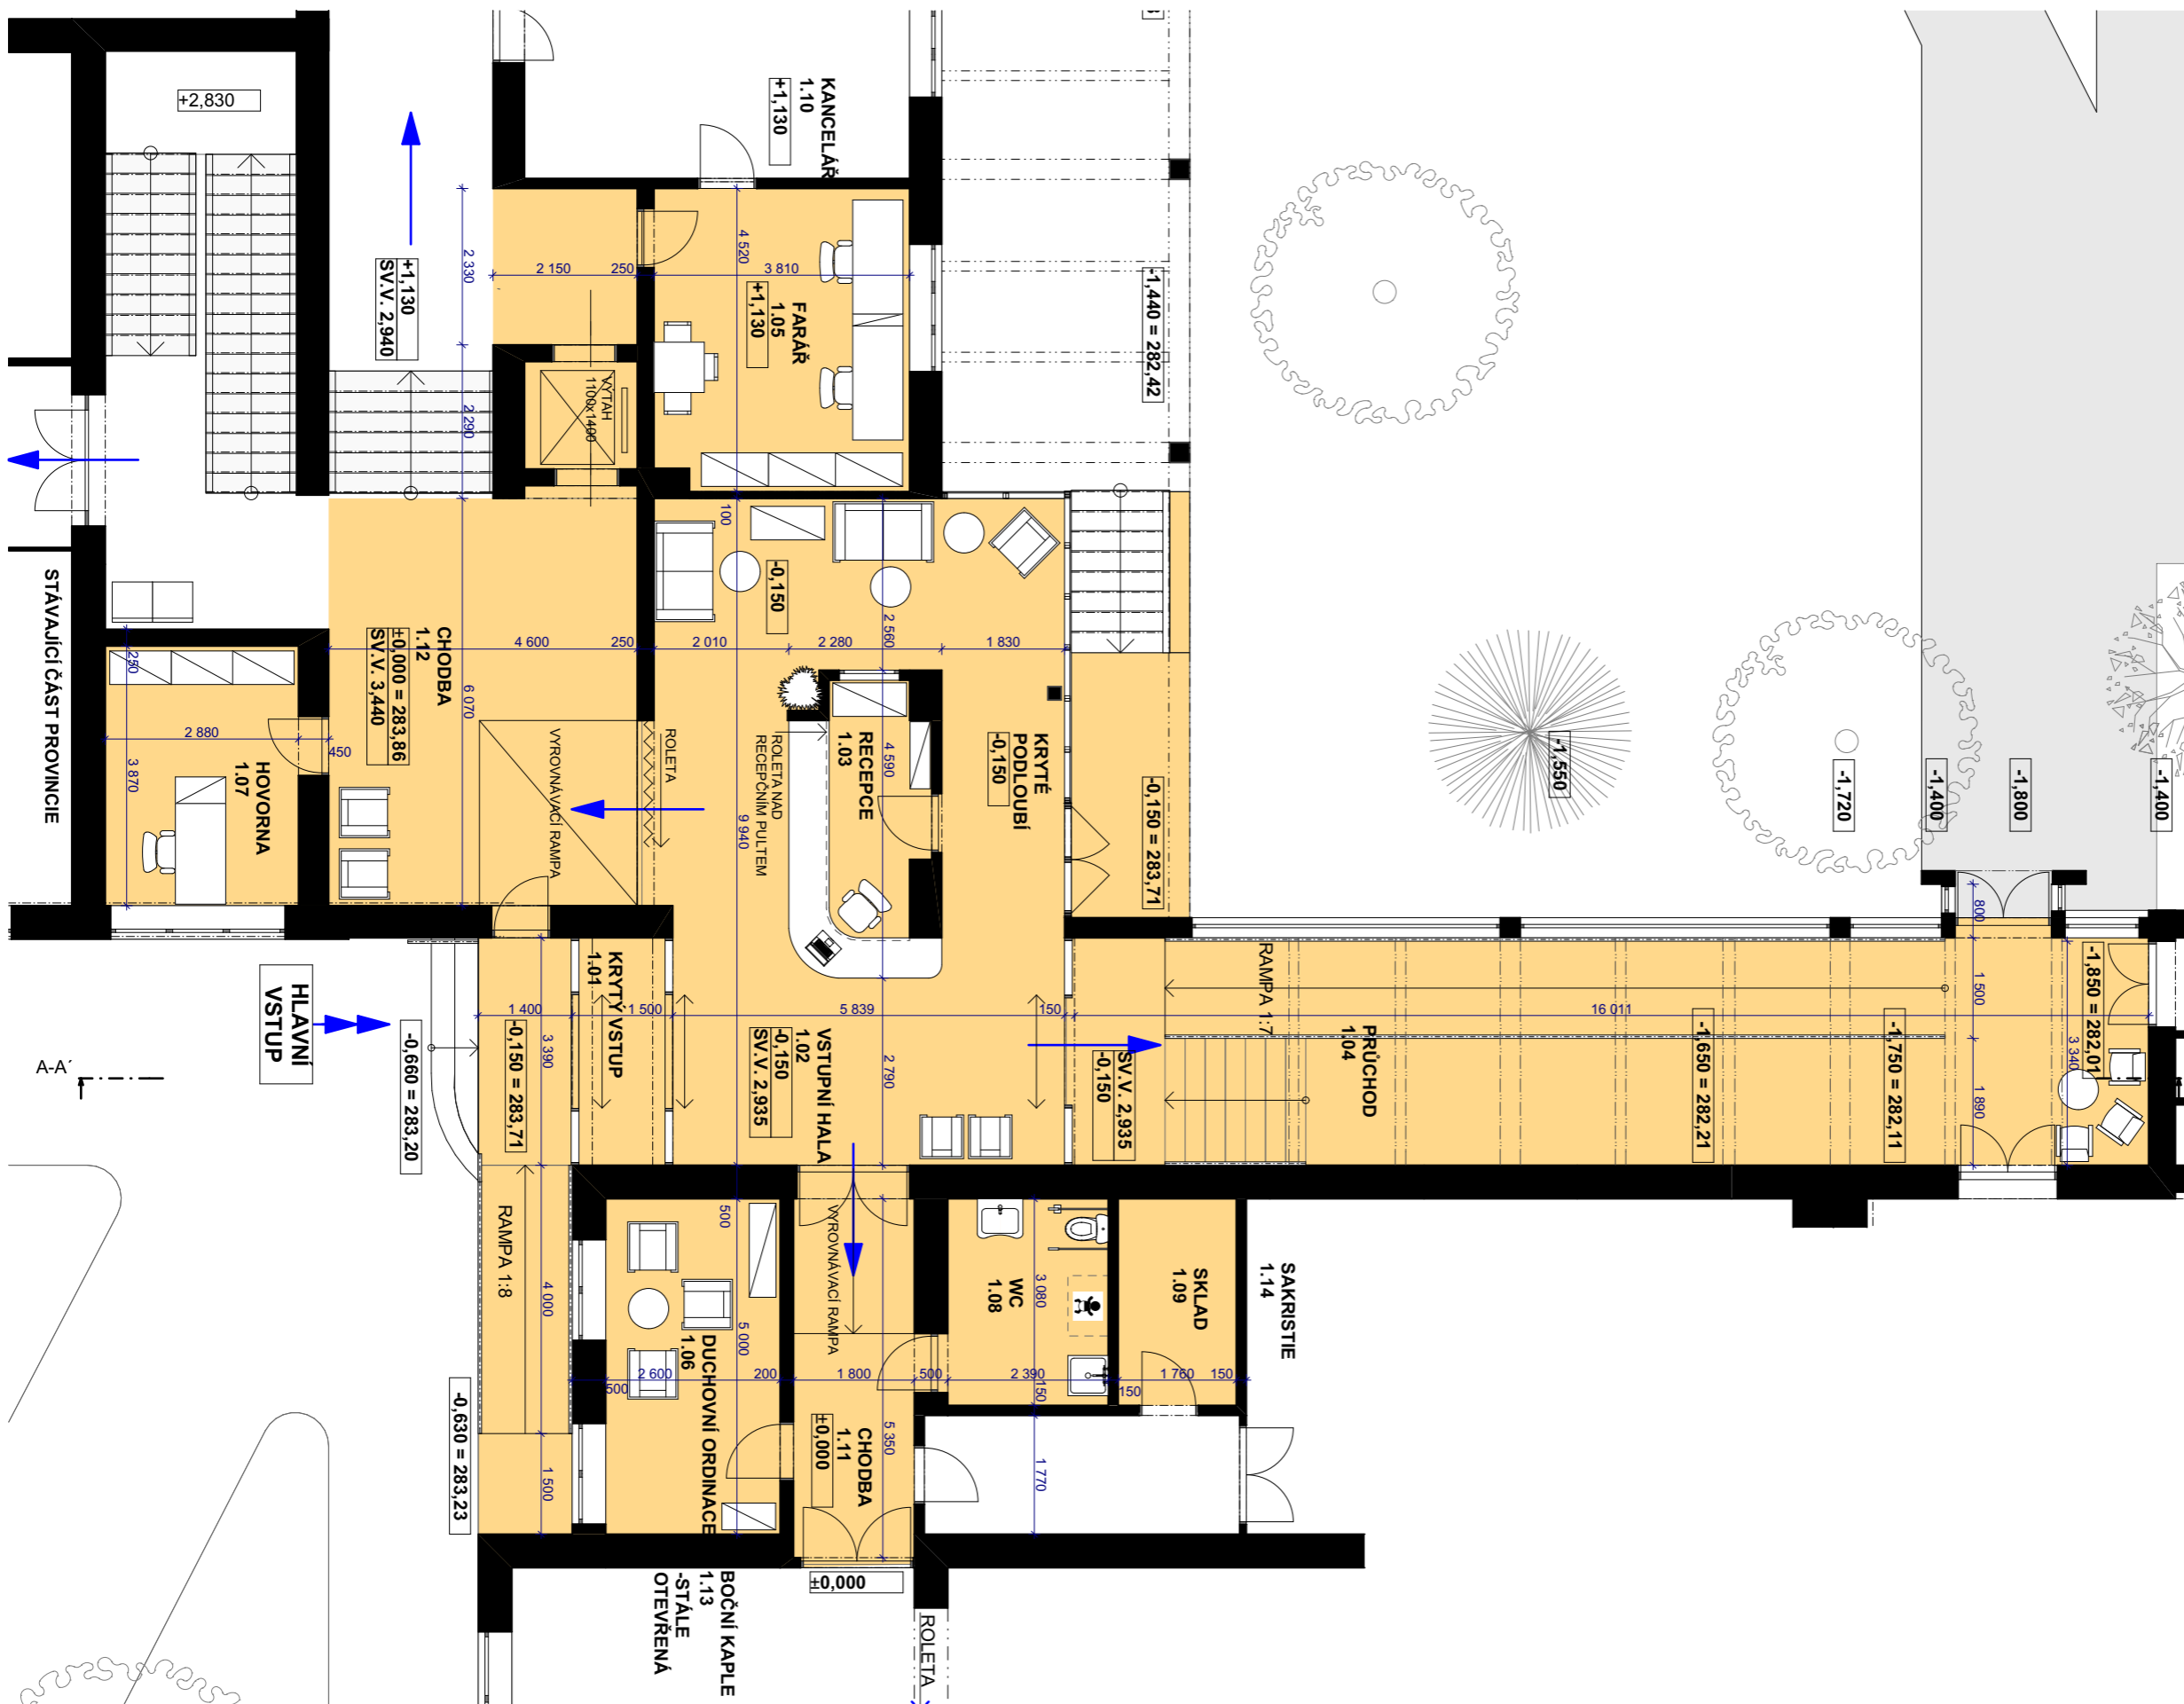 +2,830
KANCELÁŘ
1.10
+1,130
+1,130
SV.V. 2,940
2 330
2 150
250
4 520
3 810
FARÁŘ
1.05
+1,130
-1,440 = 282,42
2 290
VÝTAH
1100x1400
100
-0,150
STÁVAJÍCÍ ČÁST PROVINCIE
250
CHODBA
1.12
±0,000 = 283,86
SV.V. 3,440
4 600
250
2 010
2 280
2 560
1 830
6 070
2 880
450
3 870
HOVORNA
1.07
VYROVNÁVACÍ RAMPA
ROLETA
ROLETA NAD
RECEPČNÍM PULTEM
9 940
RECEPCE
1.03
4 590
KRYTÉ
PODLOUBÍ
-0,150
-0,150 = 283,71
-1,550
-1,720
-1,400
-1,800
-1,400
800
HLAVNÍ
VSTUP
A-A´
-0,660 = 283,20
1 400
-0,150 = 283,71
3 390
KRYTÝ VSTUP
1.01
1 500
5 839
VSTUPNÍ HALA
1.02
-0,150
SV.V. 2,935
2 790
150
SV.V. 2,935
-0,150
RAMPA 1:7
PRŮCHOD
1.04
16 011
-1,650 = 282,21
-1,750 = 282,11
1 500
1 890
3 340
-1,850 = 282,01
RAMPA 1:8
4 000
1 500
-0,630 = 283,23
500
2 600
500
200
5 000
DUCHOVNÍ ORDINACE
1.06
VYROVNÁVACÍ RAMPA
1 800
500
5 350
CHODBA
1.11
±0,000
WC
1.08
3 080
2 390
150
150
1 760
150
SKLAD
1.09
SAKRISTIE
1.14
1 770
±0,000
BOČNÍ KAPLE
1.13
-STÁLE
OTEVŘENÁ
ROLETA